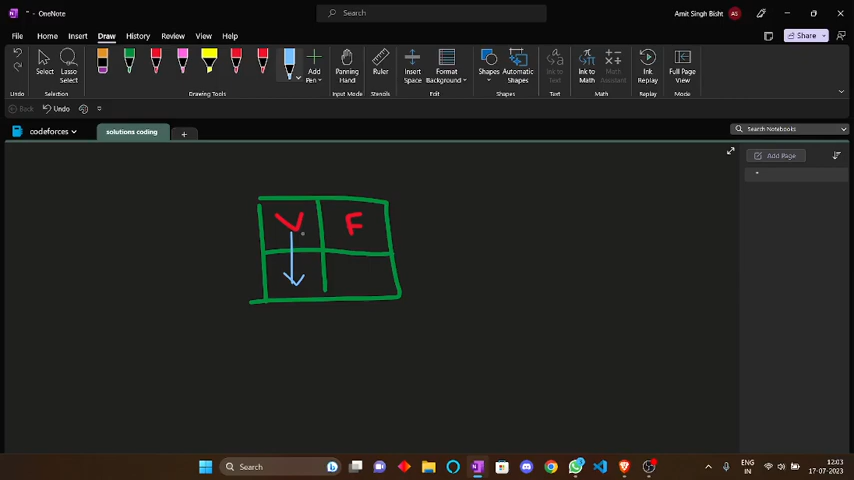 " - OneNote
Search
Amit Singh Bisht
AS
File Home Insert Draw History Review View Help
Share
Select
Lasso Select
Add Pen
Panning Hand
Ruler
Insert Space
Format Background
Shapes
Automatic Shapes
Ink to Text
Ink to Math
Math Assistant
Ink Replay
Full Page View
Undo Selection Drawing Tools Input Mode Stencils Edit Shapes Text Math Replay Mode
Back Undo
codeforces
solutions coding
+
Search Notebooks
Add Page
"
V F
Search
ENG IN
12:03
17-07-2023